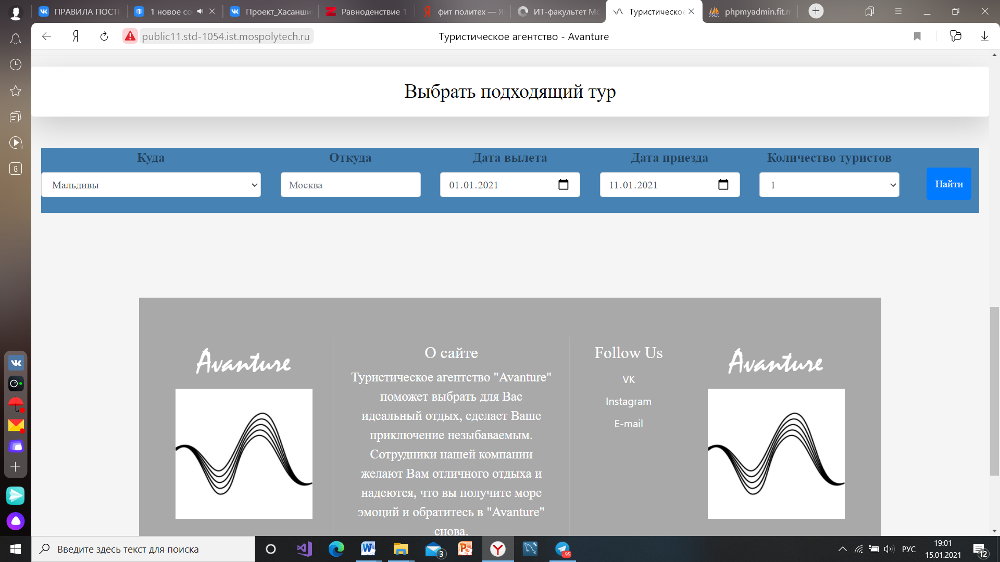 ПРАВИЛА ПОСТР
1 новое со
Проект_Хасанши
Равноденствие 1
фит политех — Я
ИТ-факультет Мо
Туристическое
phpmyadmin.fit.m
public11.std-1054.ist.mospolytech.ru
Туристическое агентство - Avanture
8
Выбрать подходящий тур
Куда
Откуда
Дата вылета
Дата приезда
Количество туристов
Мальдивы
Москва
01.01.2021
11.01.2021
1
Найти
Avanture
О сайте
Туристическое агентство "Avanture"
поможет выбрать для Вас
идеальный отдых, сделает Ваше
приключение незыбаваемым.
Сотрудники нашей компании
желают Вам отличного отдыха и
надеются, что вы получите море
эмоций и обратитесь в "Avanture"
снова.
Follow Us
VK
Instagram
E-mail
Avanture
Введите здесь текст для поиска
3
..95
РУС
19:01
15.01.2021
12